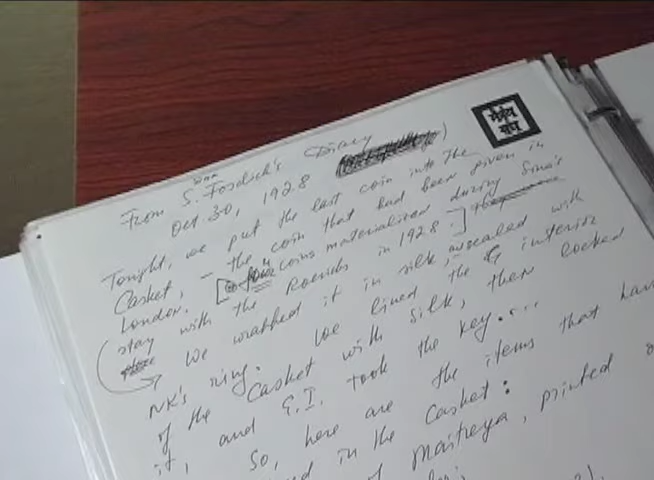 From S. Fosdick's Diary
Oct 30, 1928
Tonight, we put the last coin into the
Casket, – the coin that had been given in
London. [four coins materialized during Sina's
stay with the Roerichs in 1928]
We wrapped it in silk, sealed with
NK's ring. We lined the interior
of the Casket with silk, then locked
it, and E.I. took the key....
So, here are the items that have
in the Casket:
of Maitreya, printed